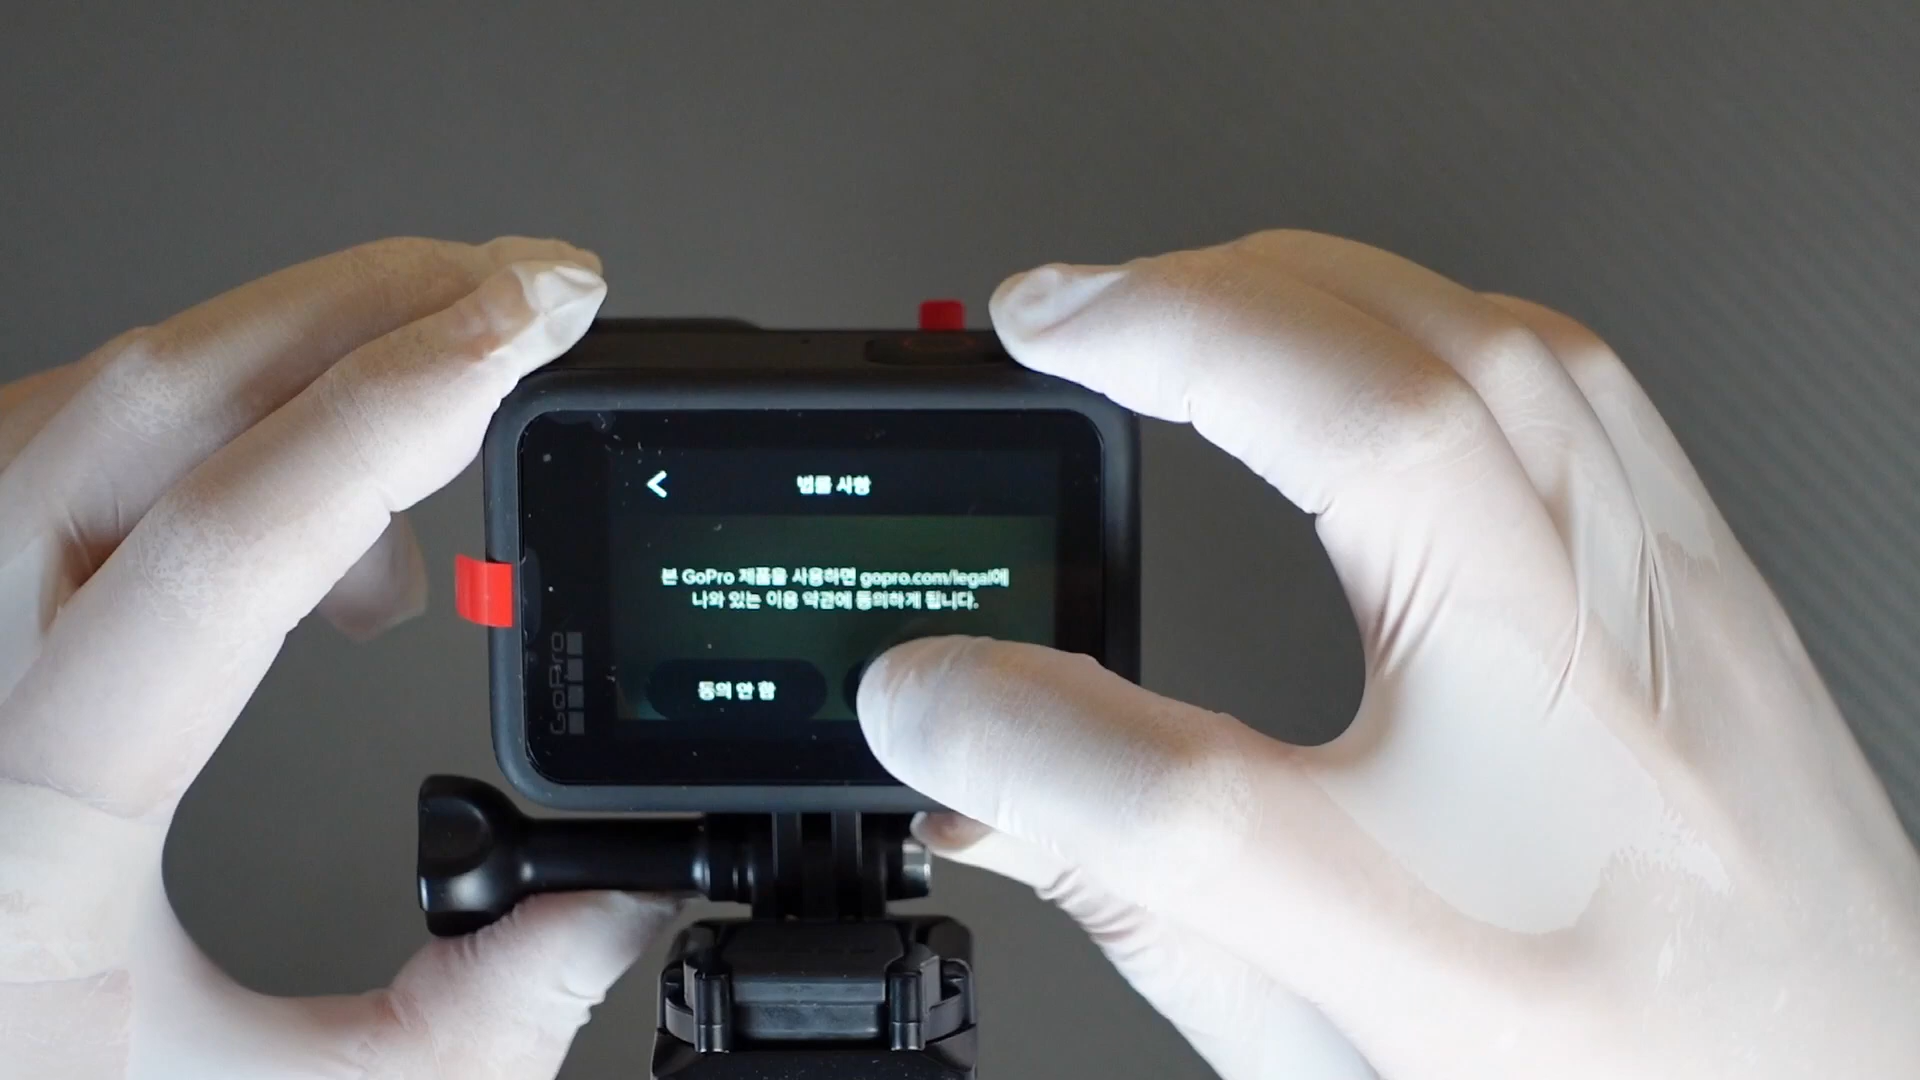 법률 사항
본 GoPro 제품을 사용하면 gopro.com/legal에
나와 있는 이용 약관에 동의하게 됩니다.
동의 안 함
GoPro